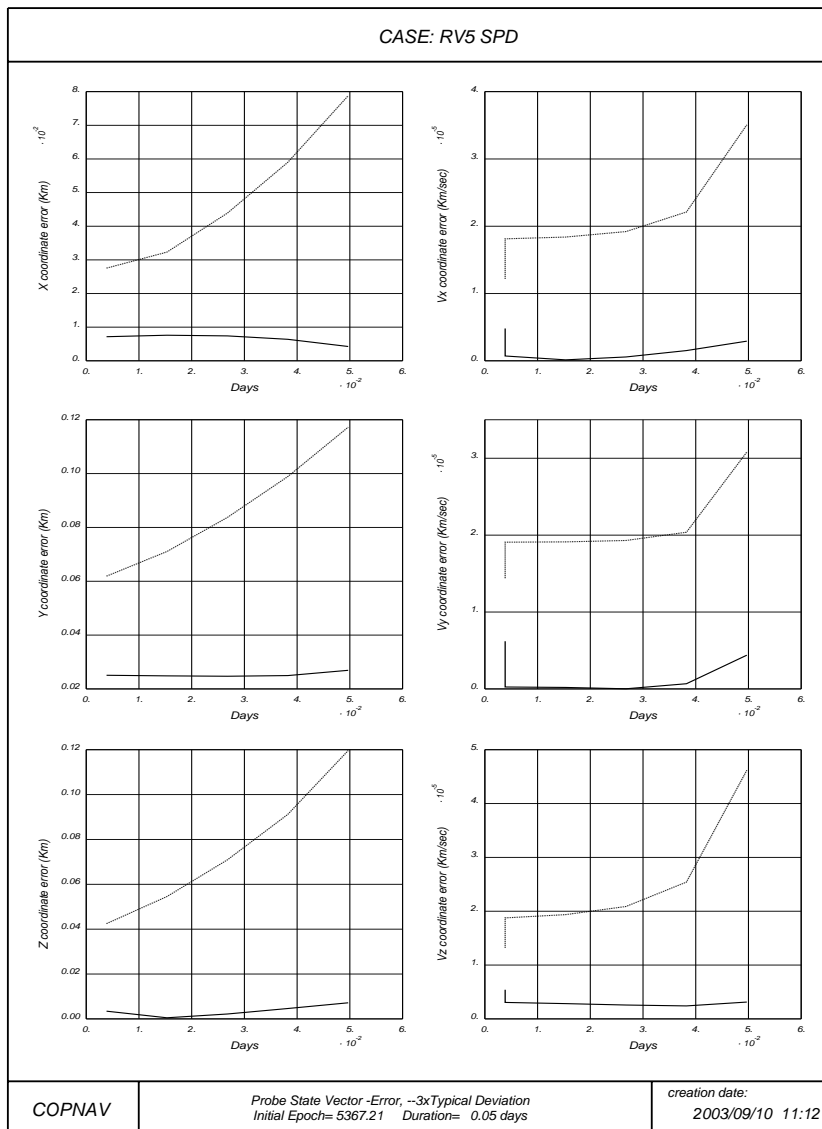 CASE: RV5 SPD
X coordinate error (Km)
· 10⁻²
8.
7.
6.
5.
4.
3.
2.
1.
0.
0. 1. 2. 3. 4. 5. 6.
Days · 10⁻²
Vx coordinate error (Km/sec)
· 10⁻⁵
4.
3.
2.
1.
0.
0. 1. 2. 3. 4. 5. 6.
Days · 10⁻²
Y coordinate error (Km)
0.12
0.10
0.08
0.06
0.04
0.02
0. 1. 2. 3. 4. 5. 6.
Days · 10⁻²
Vy coordinate error (Km/sec)
· 10⁻⁵
3.
2.
1.
0.
0. 1. 2. 3. 4. 5. 6.
Days · 10⁻²
Z coordinate error (Km)
0.12
0.10
0.08
0.06
0.04
0.02
0.00
0. 1. 2. 3. 4. 5. 6.
Days · 10⁻²
Vz coordinate error (Km/sec)
· 10⁻⁵
5.
4.
3.
2.
1.
0.
0. 1. 2. 3. 4. 5. 6.
Days · 10⁻²
COPNAV
Probe State Vector -Error, --3xTypical Deviation
Initial Epoch= 5367.21 Duration= 0.05 days
creation date:
2003/09/10 11:12